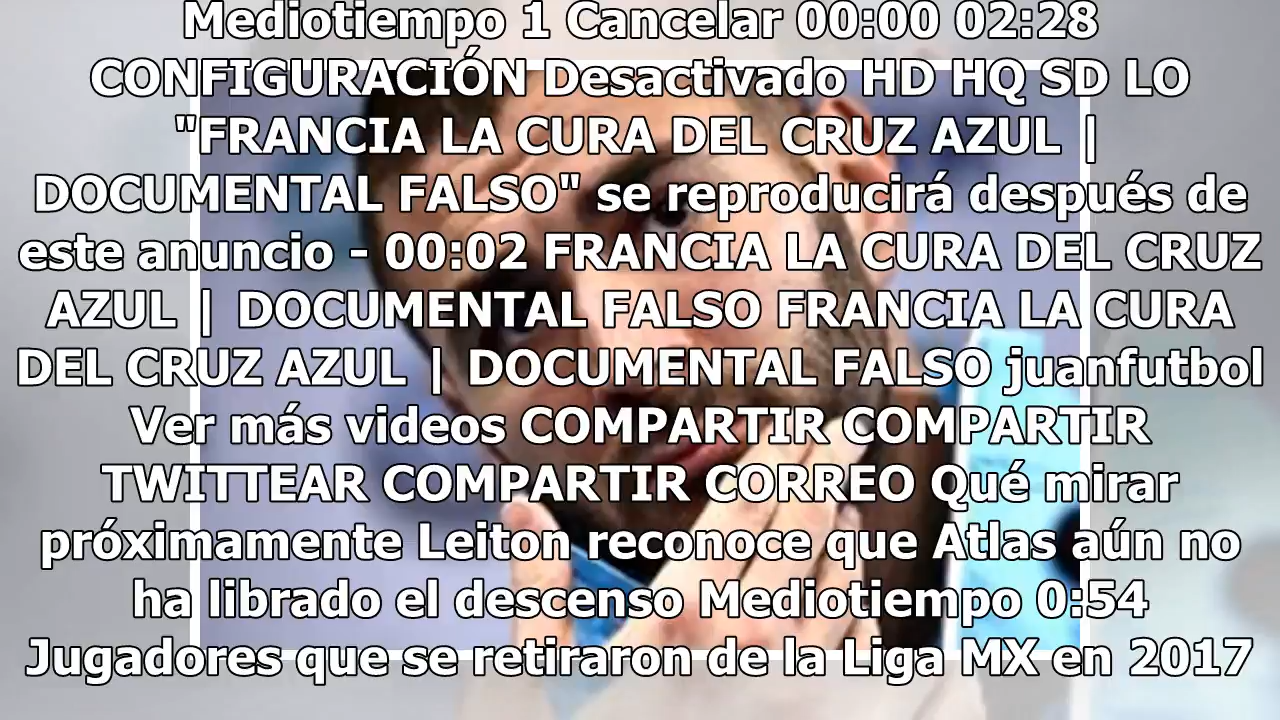 Mediotiempo 1 Cancelar 00:00 02:28
CONFIGURACIÓN Desactivado HD HQ SD LO
"FRANCIA LA CURA DEL CRUZ AZUL |
DOCUMENTAL FALSO" se reproducirá después de
este anuncio - 00:02 FRANCIA LA CURA DEL CRUZ
AZUL | DOCUMENTAL FALSO FRANCIA LA CURA
DEL CRUZ AZUL | DOCUMENTAL FALSO juanfutbol
Ver más videos COMPARTIR COMPARTIR
TWITTEAR COMPARTIR CORREO Qué mirar
próximamente Leiton reconoce que Atlas aún no
ha librado el descenso Mediotiempo 0:54
Jugadores que se retiraron de la Liga MX en 2017